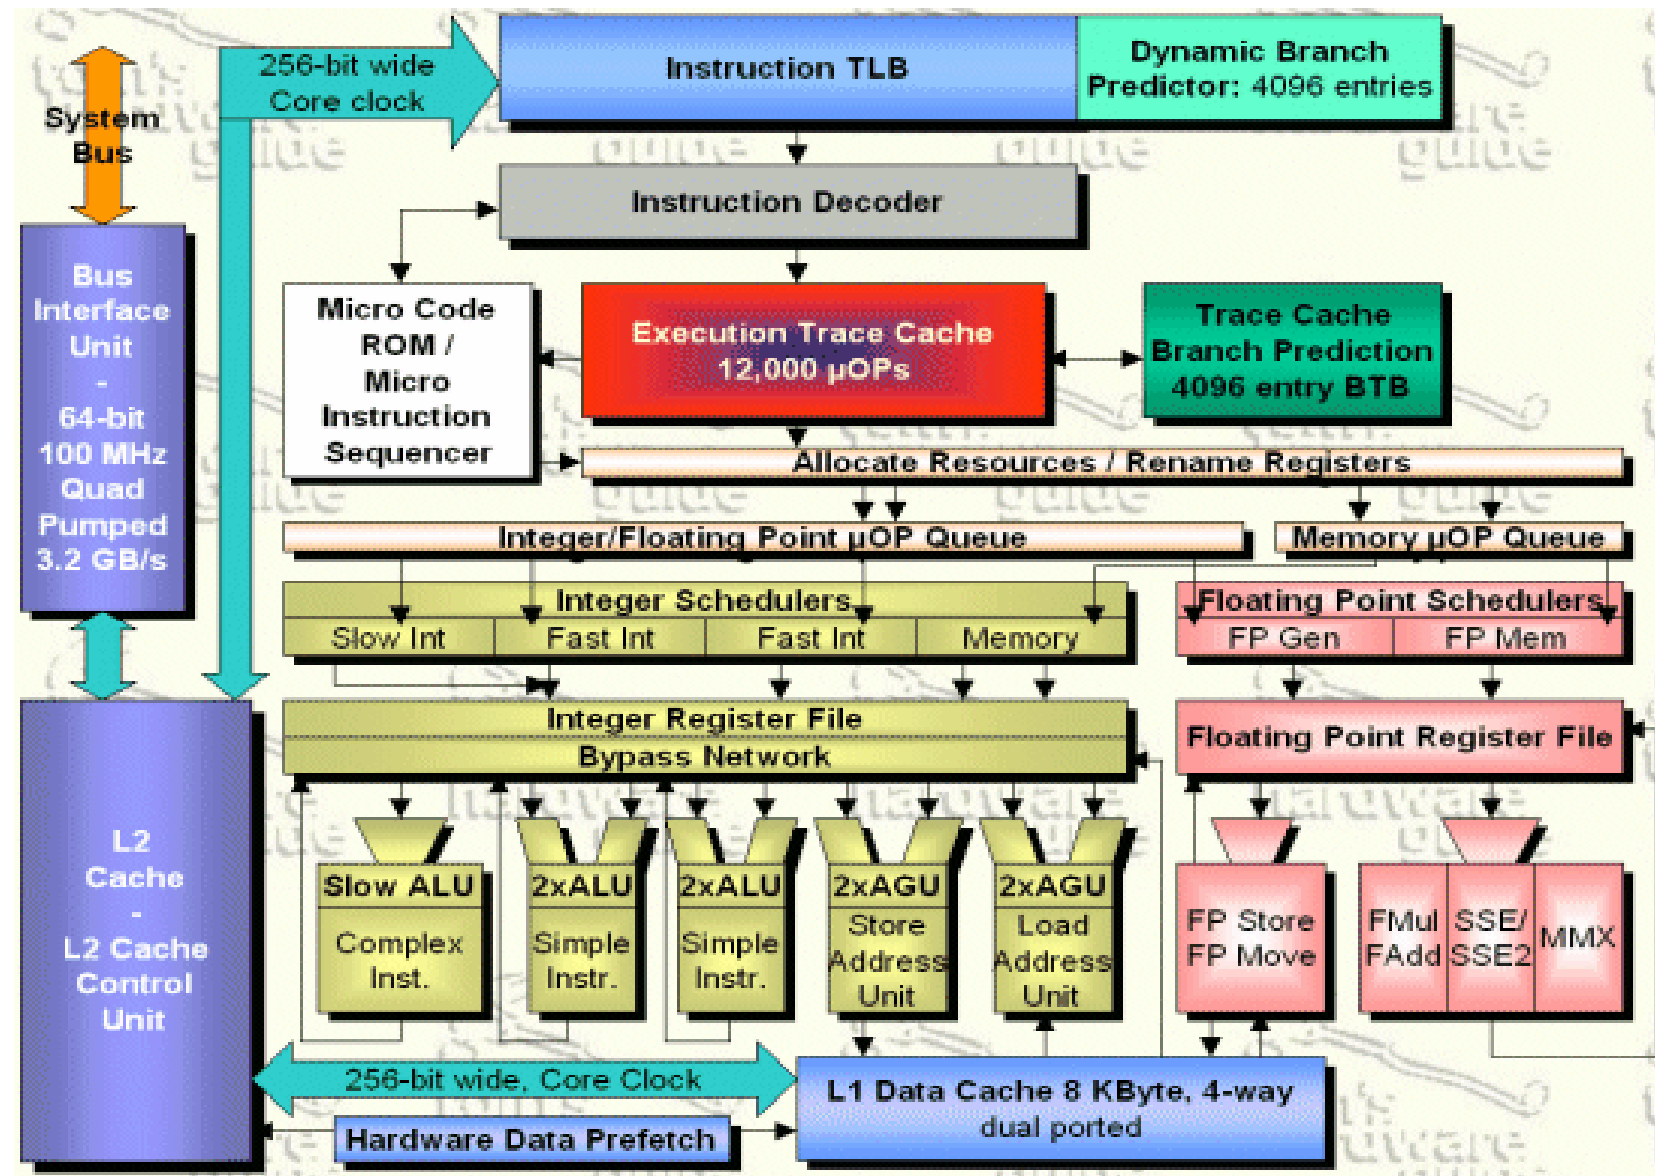 256-bit wide
Core clock
Instruction TLB
Dynamic Branch
Predictor: 4096 entries
System
Bus
Instruction Decoder
Bus
Interface
Unit
-
64-bit
100 MHz
Quad
Pumped
3.2 GB/s
Micro Code
ROM /
Micro
Instruction
Sequencer
Execution Trace Cache
12,000 µOPs
Trace Cache
Branch Prediction
4096 entry BTB
Allocate Resources / Rename Registers
Integer/Floating Point µOP Queue
Memory µOP Queue
Integer Schedulers
Slow Int
Fast Int
Fast Int
Memory
Floating Point Schedulers
FP Gen
FP Mem
Integer Register File
Bypass Network
Floating Point Register File
L2
Cache
-
L2 Cache
Control
Unit
Slow ALU
Complex
Inst.
2xALU
Simple
Instr.
2xALU
Simple
Instr.
2xAGU
Store
Address
Unit
2xAGU
Load
Address
Unit
FP Store
FP Move
FMul
FAdd
SSE/
SSE2
MMX
256-bit wide, Core Clock
L1 Data Cache 8 KByte, 4-way
dual ported
Hardware Data Prefetch